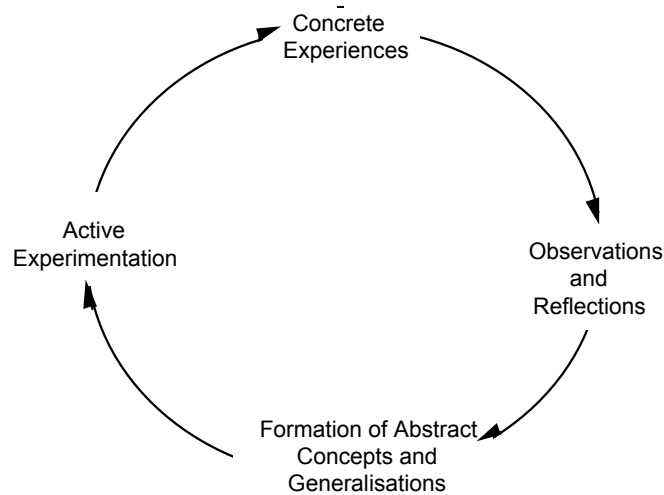 Concrete
Experiences
Observations
and
Reflections
Formation of Abstract
Concepts and
Generalisations
Active
Experimentation